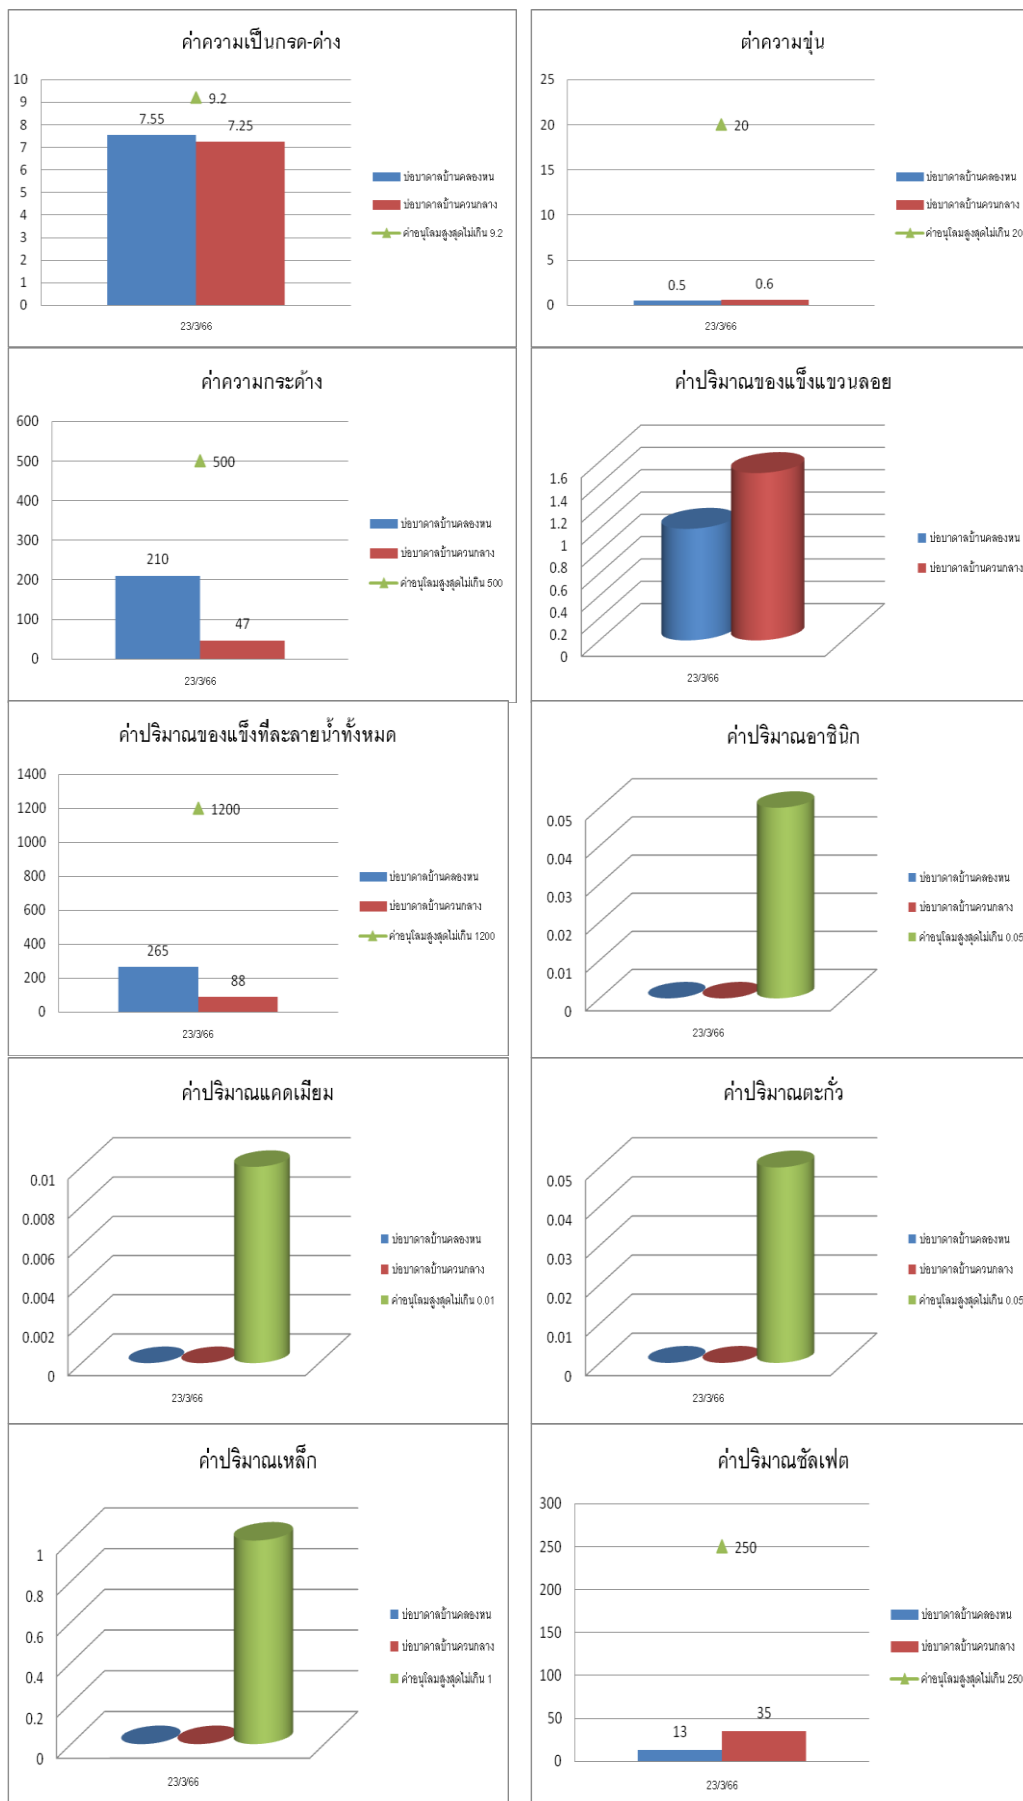 ค่าความเป็นกรด-ด่าง
10
9
8
7
6
5
4
3
2
1
0
9.2
7.55
7.25
23/3/66
บ่อบาดาลบ้านคลองหน
บ่อบาดาลบ้านควนกลาง
ค่าอนุโลมสูงสุดไม่เกิน 9.2
ต่าความขุ่น
25
20
15
10
5
0
20
0.5
0.6
23/3/66
บ่อบาดาลบ้านคลองหน
บ่อบาดาลบ้านควนกลาง
ค่าอนุโลมสูงสุดไม่เกิน 20
ค่าความกระด้าง
600
500
400
300
200
100
0
500
210
47
23/3/66
บ่อบาดาลบ้านคลองหน
บ่อบาดาลบ้านควนกลาง
ค่าอนุโลมสูงสุดไม่เกิน 500
ค่าปริมาณของแข็งแขวนลอย
1.6
1.4
1.2
1
0.8
0.6
0.4
0.2
0
23/3/66
บ่อบาดาลบ้านคลองหน
บ่อบาดาลบ้านควนกลาง
ค่าปริมาณของแข็งที่ละลายน้ำทั้งหมด
1400
1200
1000
800
600
400
200
0
1200
265
88
23/3/66
บ่อบาดาลบ้านคลองหน
บ่อบาดาลบ้านควนกลาง
ค่าอนุโลมสูงสุดไม่เกิน 1200
ค่าปริมาณอาซินิก
0.05
0.04
0.03
0.02
0.01
0
23/3/66
บ่อบาดาลบ้านคลองหน
บ่อบาดาลบ้านควนกลาง
ค่าอนุโลมสูงสุดไม่เกิน 0.05
ค่าปริมาณแคดเมียม
0.01
0.008
0.006
0.004
0.002
0
23/3/66
บ่อบาดาลบ้านคลองหน
บ่อบาดาลบ้านควนกลาง
ค่าอนุโลมสูงสุดไม่เกิน 0.01
ค่าปริมาณตะกั่ว
0.05
0.04
0.03
0.02
0.01
0
23/3/66
บ่อบาดาลบ้านคลองหน
บ่อบาดาลบ้านควนกลาง
ค่าอนุโลมสูงสุดไม่เกิน 0.05
ค่าปริมาณเหล็ก
1
0.8
0.6
0.4
0.2
0
23/3/66
บ่อบาดาลบ้านคลองหน
บ่อบาดาลบ้านควนกลาง
ค่าอนุโลมสูงสุดไม่เกิน 1
ค่าปริมาณซัลเฟต
300
250
200
150
100
50
0
250
13
35
23/3/66
บ่อบาดาลบ้านคลองหน
บ่อบาดาลบ้านควนกลาง
ค่าอนุโลมสูงสุดไม่เกิน 250